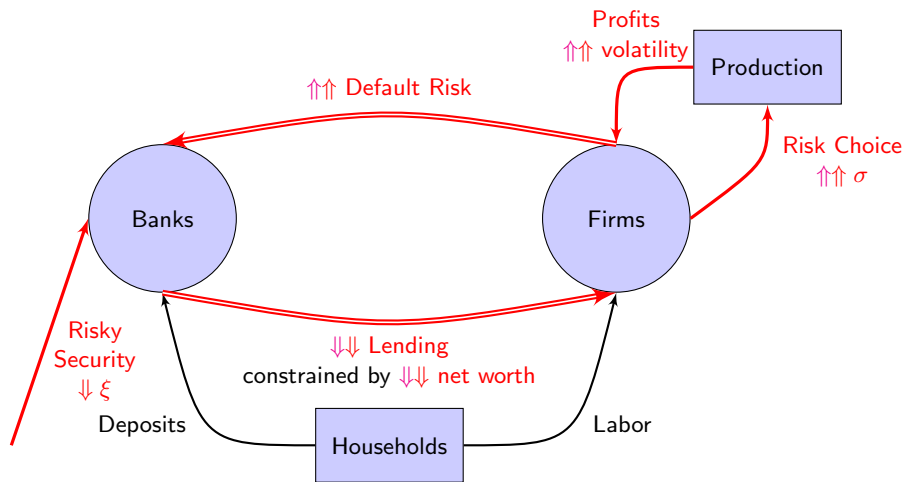 Profits
⇑⇑ volatility
Production
⇑⇑ Default Risk
Risk Choice
⇑⇑ σ
Banks
Firms
Risky
Security
⇓ ξ
⇓⇓ Lending
constrained by ⇓⇓ net worth
Deposits
Labor
Households